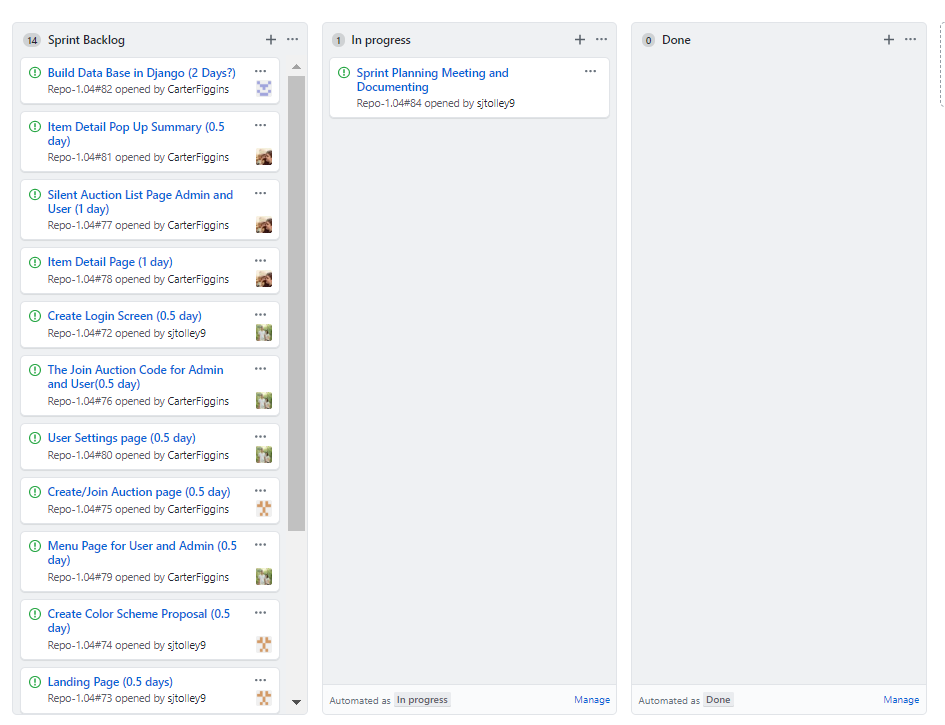 14 Sprint Backlog
Build Data Base in Django (2 Days?)
Repo-1.04#82 opened by CarterFiggins
Item Detail Pop Up Summary (0.5
day)
Repo-1.04#81 opened by CarterFiggins
Silent Auction List Page Admin and
User (1 day)
Repo-1.04#77 opened by CarterFiggins
Item Detail Page (1 day)
Repo-1.04#78 opened by CarterFiggins
Create Login Screen (0.5 day)
Repo-1.04#72 opened by sjtolley9
The Join Auction Code for Admin
and User(0.5 day)
Repo-1.04#76 opened by CarterFiggins
User Settings page (0.5 day)
Repo-1.04#80 opened by CarterFiggins
Create/Join Auction page (0.5 day)
Repo-1.04#75 opened by CarterFiggins
Menu Page for User and Admin (0.5
day)
Repo-1.04#79 opened by CarterFiggins
Create Color Scheme Proposal (0.5
day)
Repo-1.04#74 opened by sjtolley9
Landing Page (0.5 days)
Repo-1.04#73 opened by sjtolley9
1 In progress
Sprint Planning Meeting and
Documenting
Repo-1.04#84 opened by sjtolley9
Automated as In progress Manage
0 Done
Automated as Done Manage